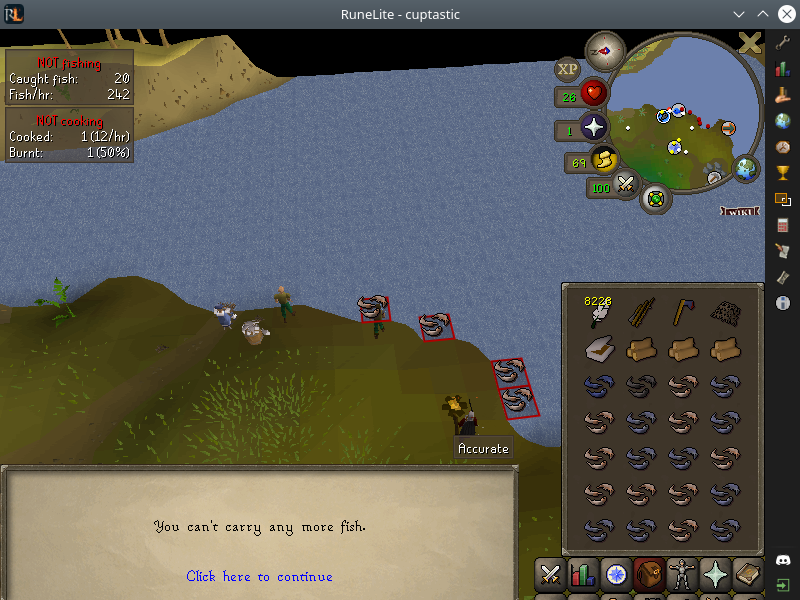 RuneLite - cuptastic
NOT fishing
Caught fish: 20
Fish/hr: 242
NOT cooking
Cooked: 1 (12/hr)
Burnt: 1 (50%)
XP
26
1
69
100
WIKI
8228
Accurate
You can't carry any more fish.
Click here to continue